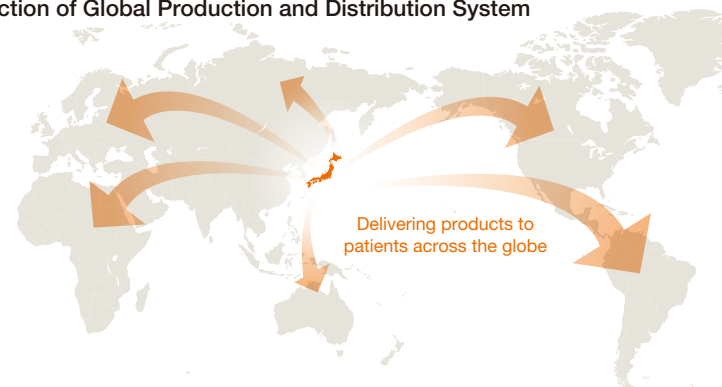 ction of Global Production and Distribution System
Delivering products to
patients across the globe